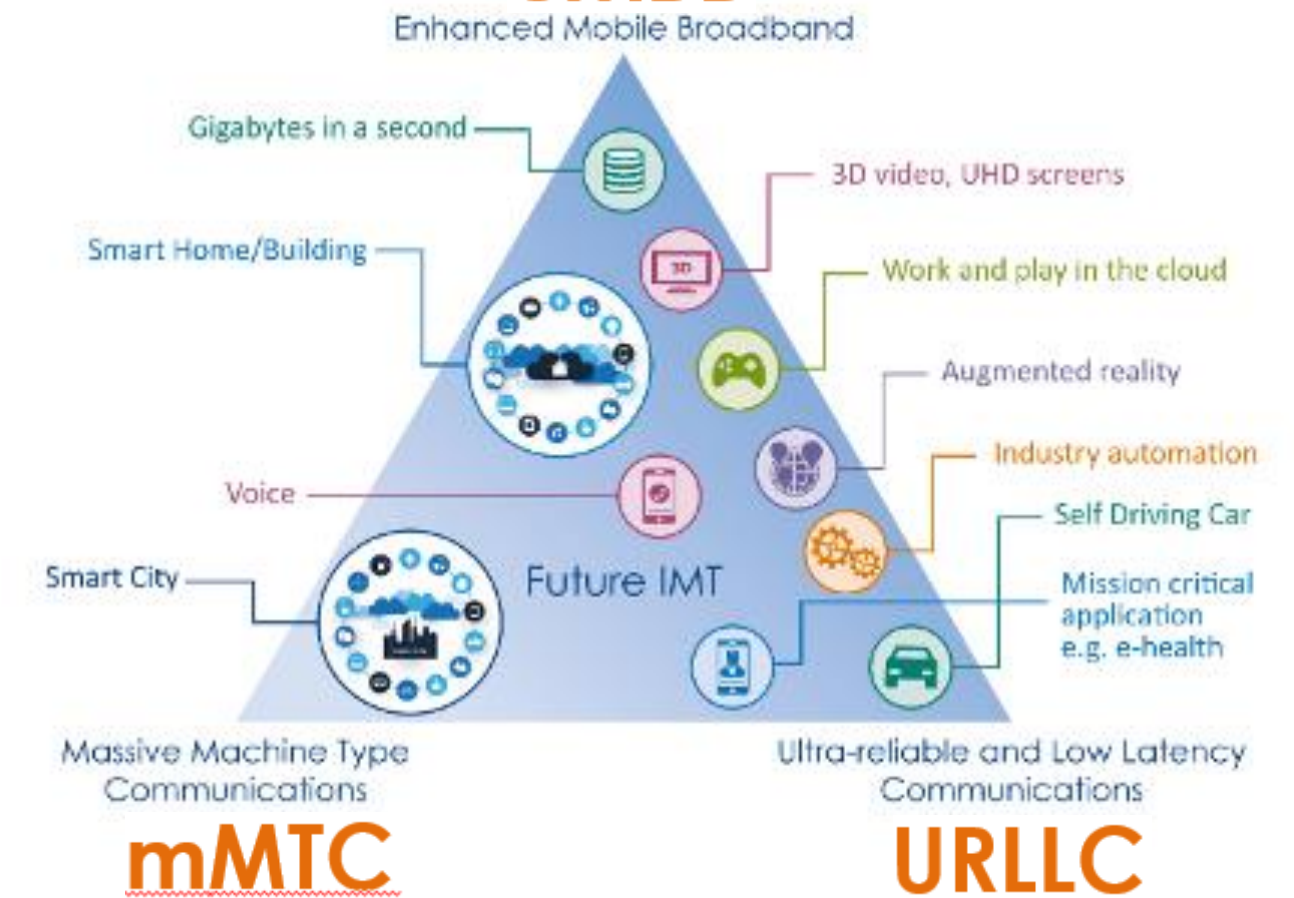 Enhanced Mobile Broadband
Gigabytes in a second
3D video, UHD screens
Smart Home/Building
3D
Work and play in the cloud
Augmented reality
Industry automation
Voice
Self Driving Car
Smart City
Future IMT
Mission critical
application
e.g. e-health
Massive Machine Type
Communications
Ultra-reliable and Low Latency
Communications
mMTC
URLLC